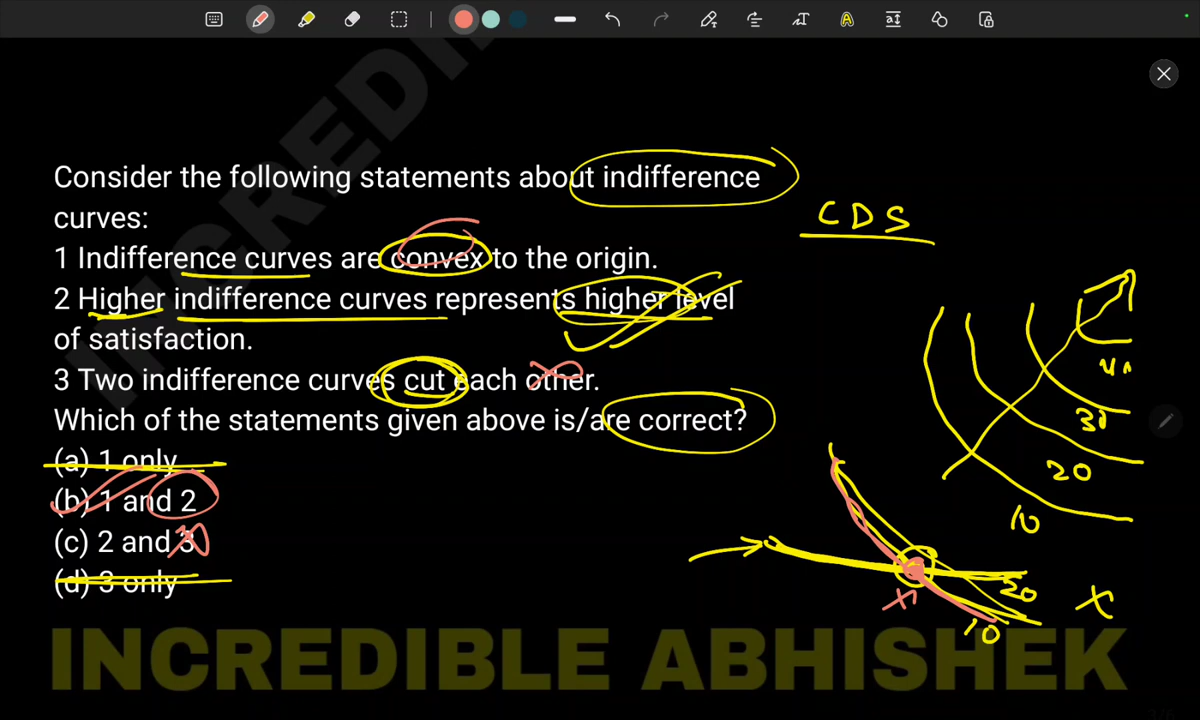 INCREDI
Consider the following statements about indifference
curves:
CDS
1 Indifference curves are convex to the origin.
2 Higher indifference curves represents higher level
of satisfaction.
3 Two indifference curves cut each other.
Which of the statements given above is/are correct?
(a) 1 only
(b) 1 and 2
(c) 2 and 3
(d) 3 only
30
20
10
20
10
INCREDIBLE ABHISHEK